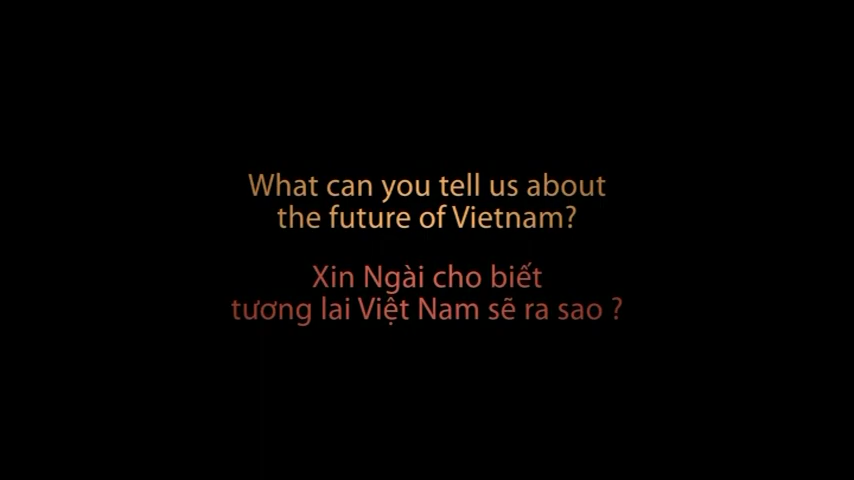 What can you tell us about
the future of Vietnam?
Xin Ngài cho biết
tương lai Việt Nam sẽ ra sao ?